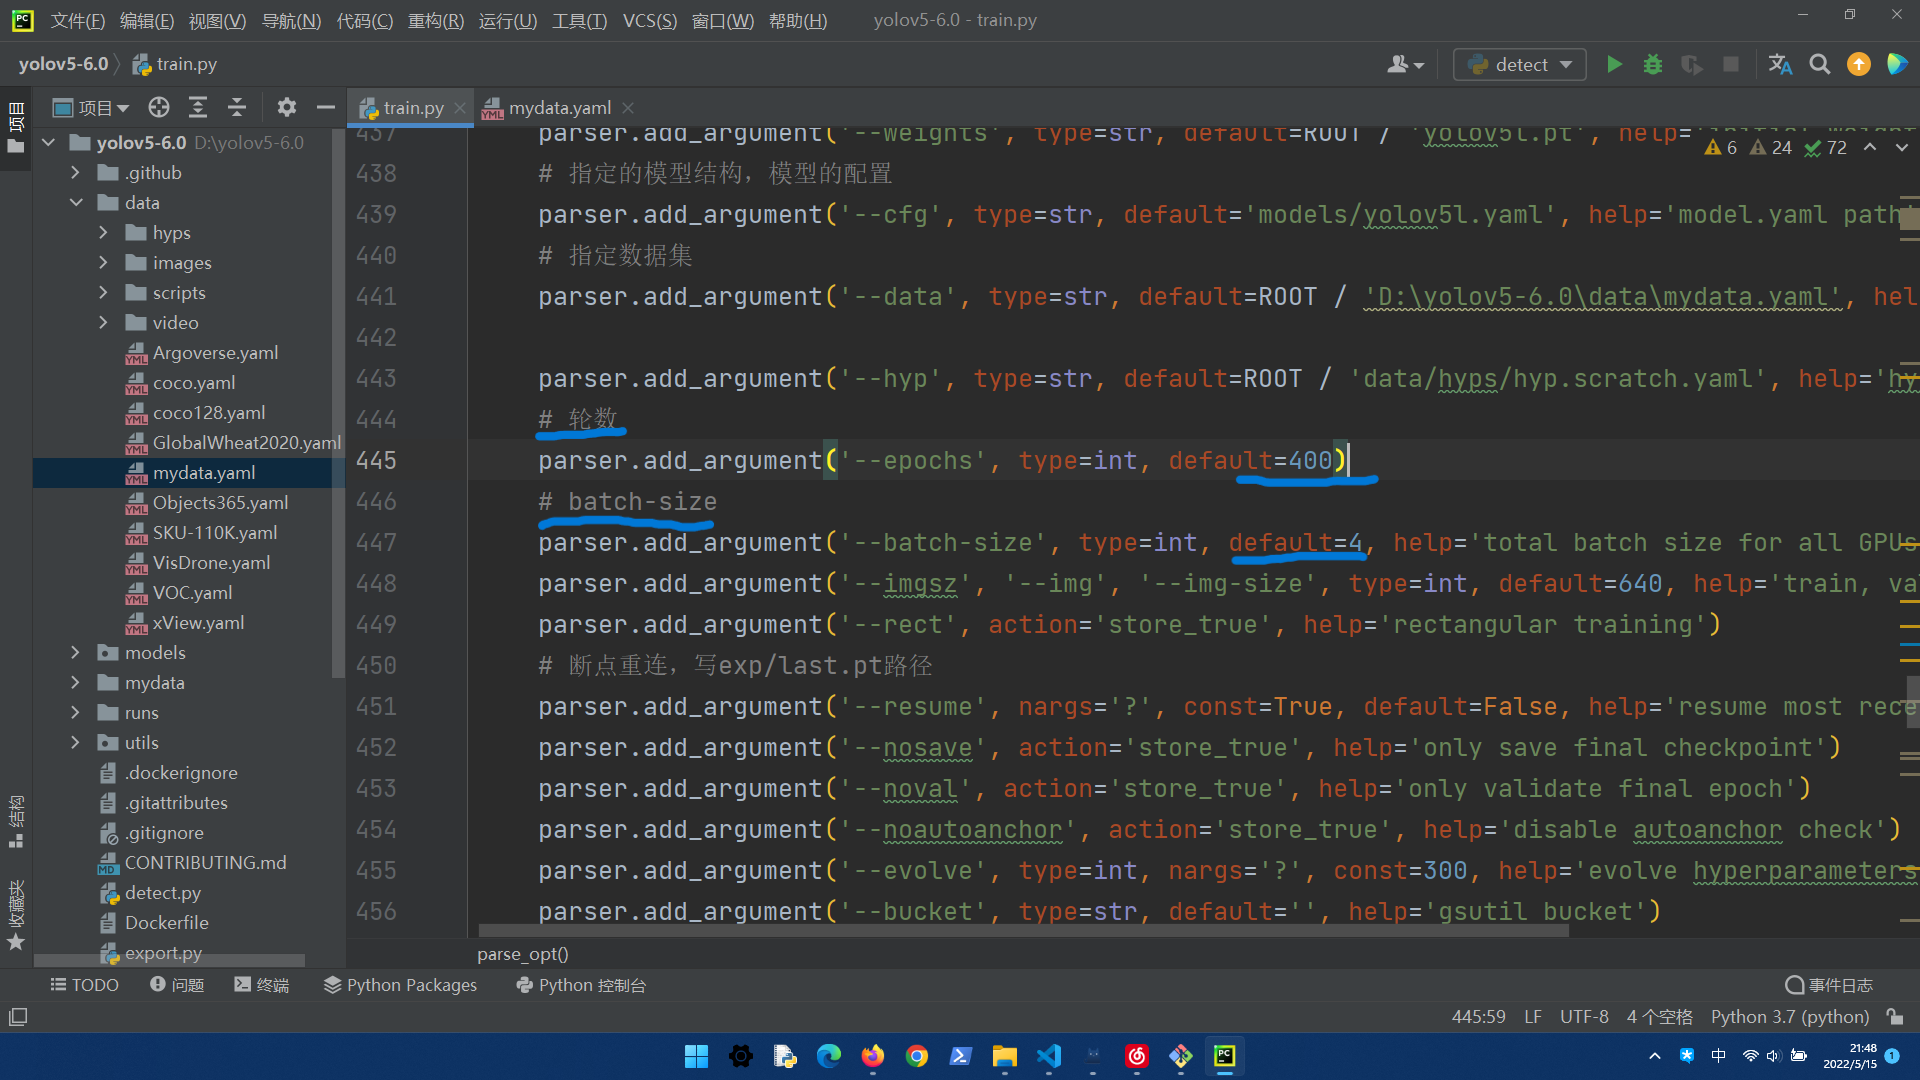 文件(F) 编辑(E) 视图(V) 导航(N) 代码(C) 重构(R) 运行(U) 工具(T) VCS(S) 窗口(W) 帮助(H) yolov5-6.0 - train.py
yolov5-6.0 train.py detect
项目 train.py mydata.yaml
项目
yolov5-6.0 D:\yolov5-6.0
.github
data
hyps
images
scripts
video
Argoverse.yaml
coco.yaml
coco128.yaml
GlobalWheat2020.yaml
mydata.yaml
Objects365.yaml
SKU-110K.yaml
VisDrone.yaml
VOC.yaml
xView.yaml
models
mydata
runs
utils
.dockerignore
.gitattributes
.gitignore
CONTRIBUTING.md
detect.py
Dockerfile
export.py
结构
收藏夹
6 24 72
437 parser.add_argument('--weights', type=str, default=ROOT / 'yolov5l.pt', help='initial weight
438 # 指定的模型结构，模型的配置
439 parser.add_argument('--cfg', type=str, default='models/yolov5l.yaml', help='model.yaml path'
440 # 指定数据集
441 parser.add_argument('--data', type=str, default=ROOT / 'D:\yolov5-6.0\data\mydata.yaml', hel
442
443 parser.add_argument('--hyp', type=str, default=ROOT / 'data/hyps/hyp.scratch.yaml', help='hy
444 # 轮数
445 parser.add_argument('--epochs', type=int, default=400)
446 # batch-size
447 parser.add_argument('--batch-size', type=int, default=4, help='total batch size for all GPUs
448 parser.add_argument('--imgsz', '--img', '--img-size', type=int, default=640, help='train, va
449 parser.add_argument('--rect', action='store_true', help='rectangular training')
450 # 断点重连，写exp/last.pt路径
451 parser.add_argument('--resume', nargs='?', const=True, default=False, help='resume most rece
452 parser.add_argument('--nosave', action='store_true', help='only save final checkpoint')
453 parser.add_argument('--noval', action='store_true', help='only validate final epoch')
454 parser.add_argument('--noautoanchor', action='store_true', help='disable autoanchor check')
455 parser.add_argument('--evolve', type=int, nargs='?', const=300, help='evolve hyperparameters
456 parser.add_argument('--bucket', type=str, default='', help='gsutil bucket')
parse_opt()
TODO 问题 终端 Python Packages Python 控制台 事件日志
445:59 LF UTF-8 4 个空格 Python 3.7 (python)
中 21:48
2022/5/15 1